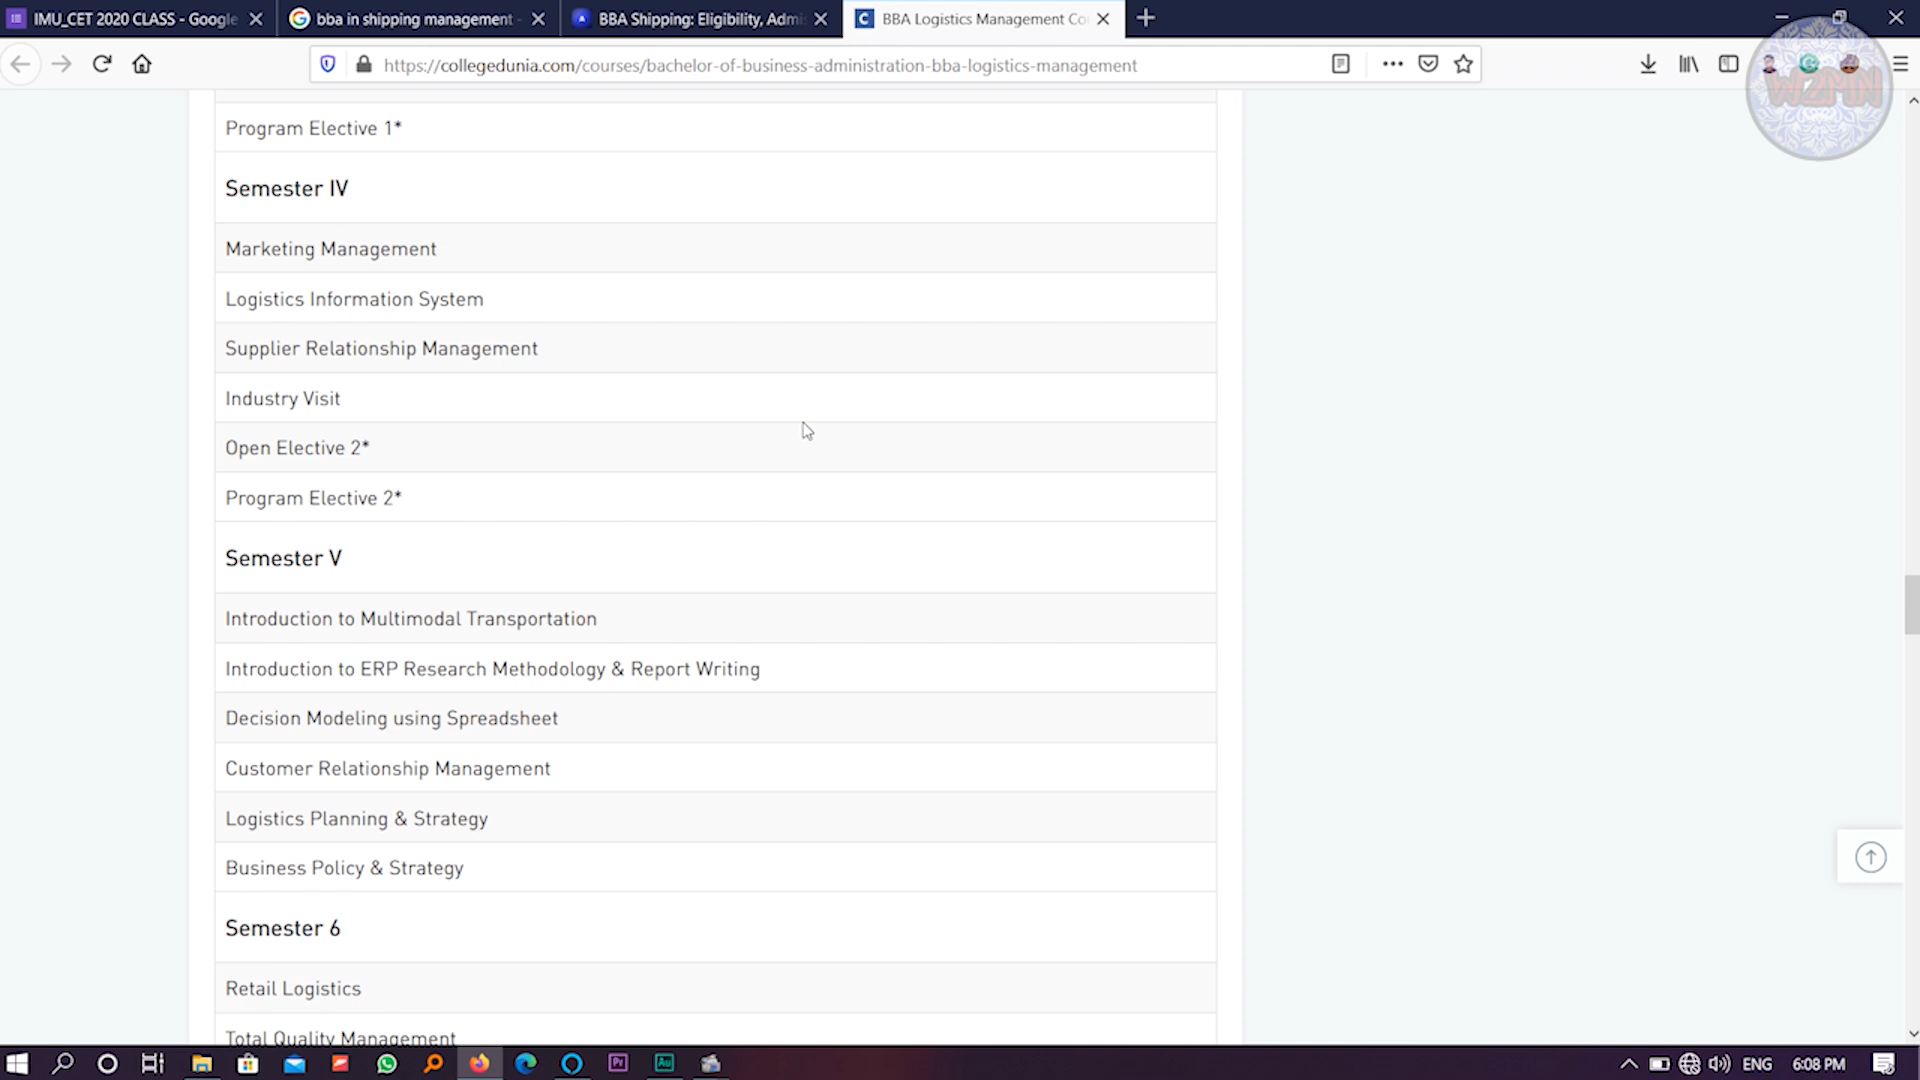 IMU_CET 2020 CLASS - Google
bba in shipping management -
BBA Shipping: Eligibility, Admi
BBA Logistics Management Co
https://collegedunia.com/courses/bachelor-of-business-administration-bba-logistics-management
WZMN
Program Elective 1*
Semester IV
Marketing Management
Logistics Information System
Supplier Relationship Management
Industry Visit
Open Elective 2*
Program Elective 2*
Semester V
Introduction to Multimodal Transportation
Introduction to ERP Research Methodology & Report Writing
Decision Modeling using Spreadsheet
Customer Relationship Management
Logistics Planning & Strategy
Business Policy & Strategy
Semester 6
Retail Logistics
Total Quality Management
Pr
Au
ENG
6:08 PM